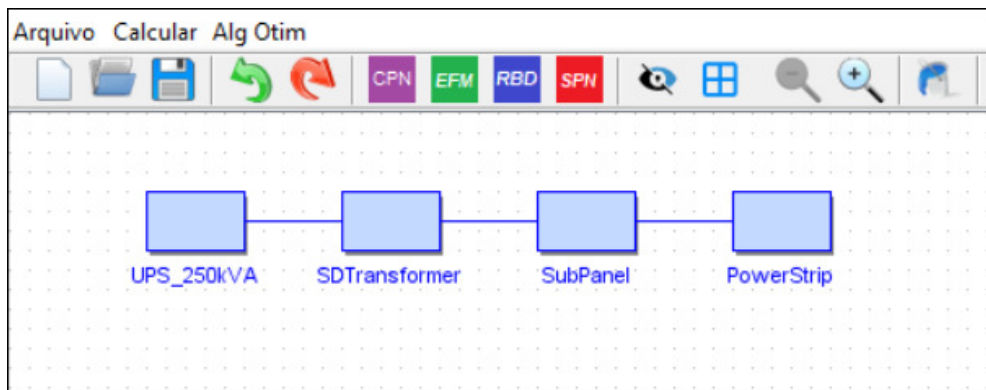 Arquivo Calcular Alg Otim
CPN EFM RBD SPN
UPS_250kVA SDTransformer SubPanel PowerStrip